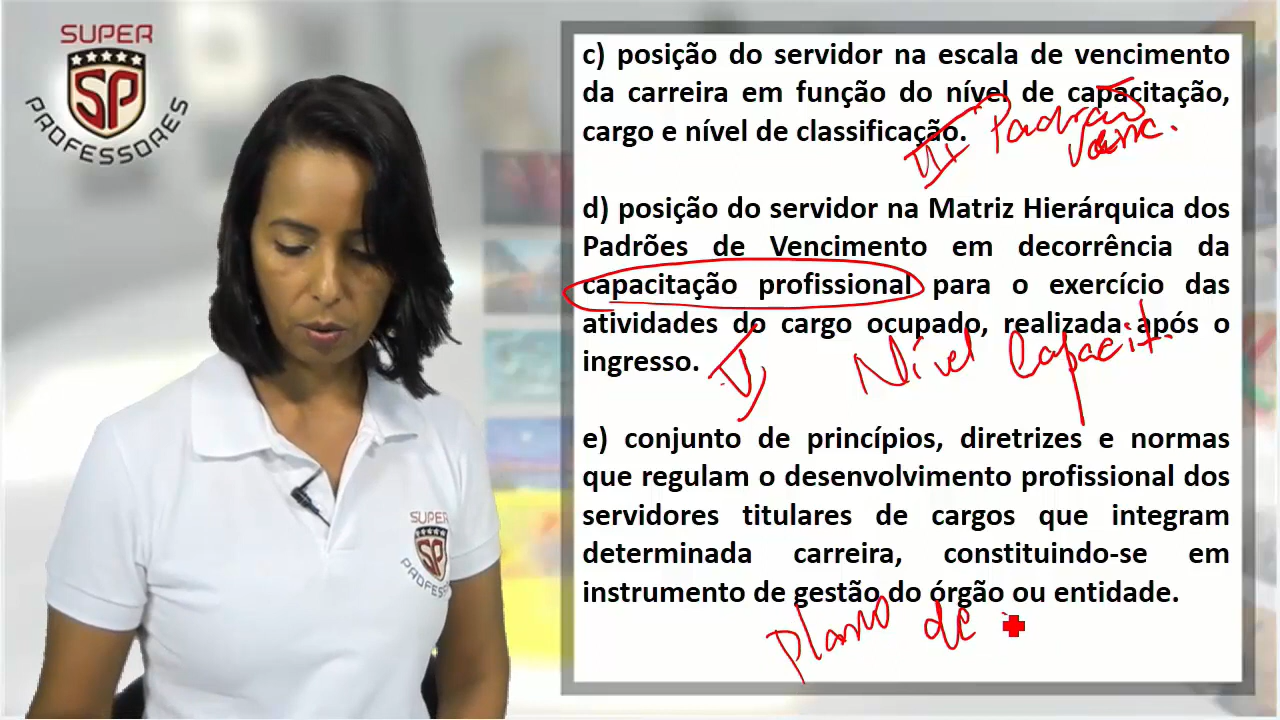 SUPER
SP
PROFESSORES
c) posição do servidor na escala de vencimento
da carreira em função do nível de capacitação,
cargo e nível de classificação.
VI Padrão
Venc.
d) posição do servidor na Matriz Hierárquica dos
Padrões de Vencimento em decorrência da
capacitação profissional para o exercício das
atividades do cargo ocupado, realizada após o
ingresso.
V, Nível Capacit.
e) conjunto de princípios, diretrizes e normas
que regulam o desenvolvimento profissional dos
servidores titulares de cargos que integram
determinada carreira, constituindo-se em
instrumento de gestão do órgão ou entidade.
Plano de
SUPER
SP
PROFESSORES